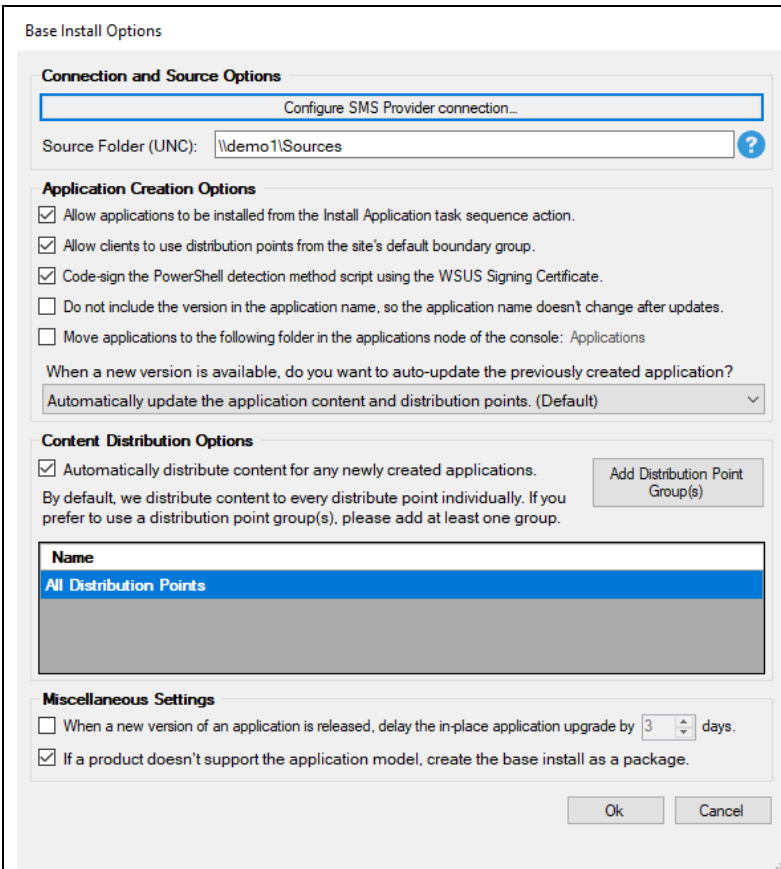 Base Install Options
Connection and Source Options
Configure SMS Provider connection...
Source Folder (UNC): \\demo1\Sources ?
Application Creation Options
Allow applications to be installed from the Install Application task sequence action.
Allow clients to use distribution points from the site's default boundary group.
Code-sign the PowerShell detection method script using the WSUS Signing Certificate.
Do not include the version in the application name, so the application name doesn't change after updates.
Move applications to the following folder in the applications node of the console: Applications
When a new version is available, do you want to auto-update the previously created application?
Automatically update the application content and distribution points. (Default)
Content Distribution Options
Automatically distribute content for any newly created applications.
Add Distribution Point
Group(s)
By default, we distribute content to every distribute point individually. If you
prefer to use a distribution point group(s), please add at least one group.
Name
All Distribution Points
Miscellaneous Settings
When a new version of an application is released, delay the in-place application upgrade by 3 days.
If a product doesn't support the application model, create the base install as a package.
Ok Cancel